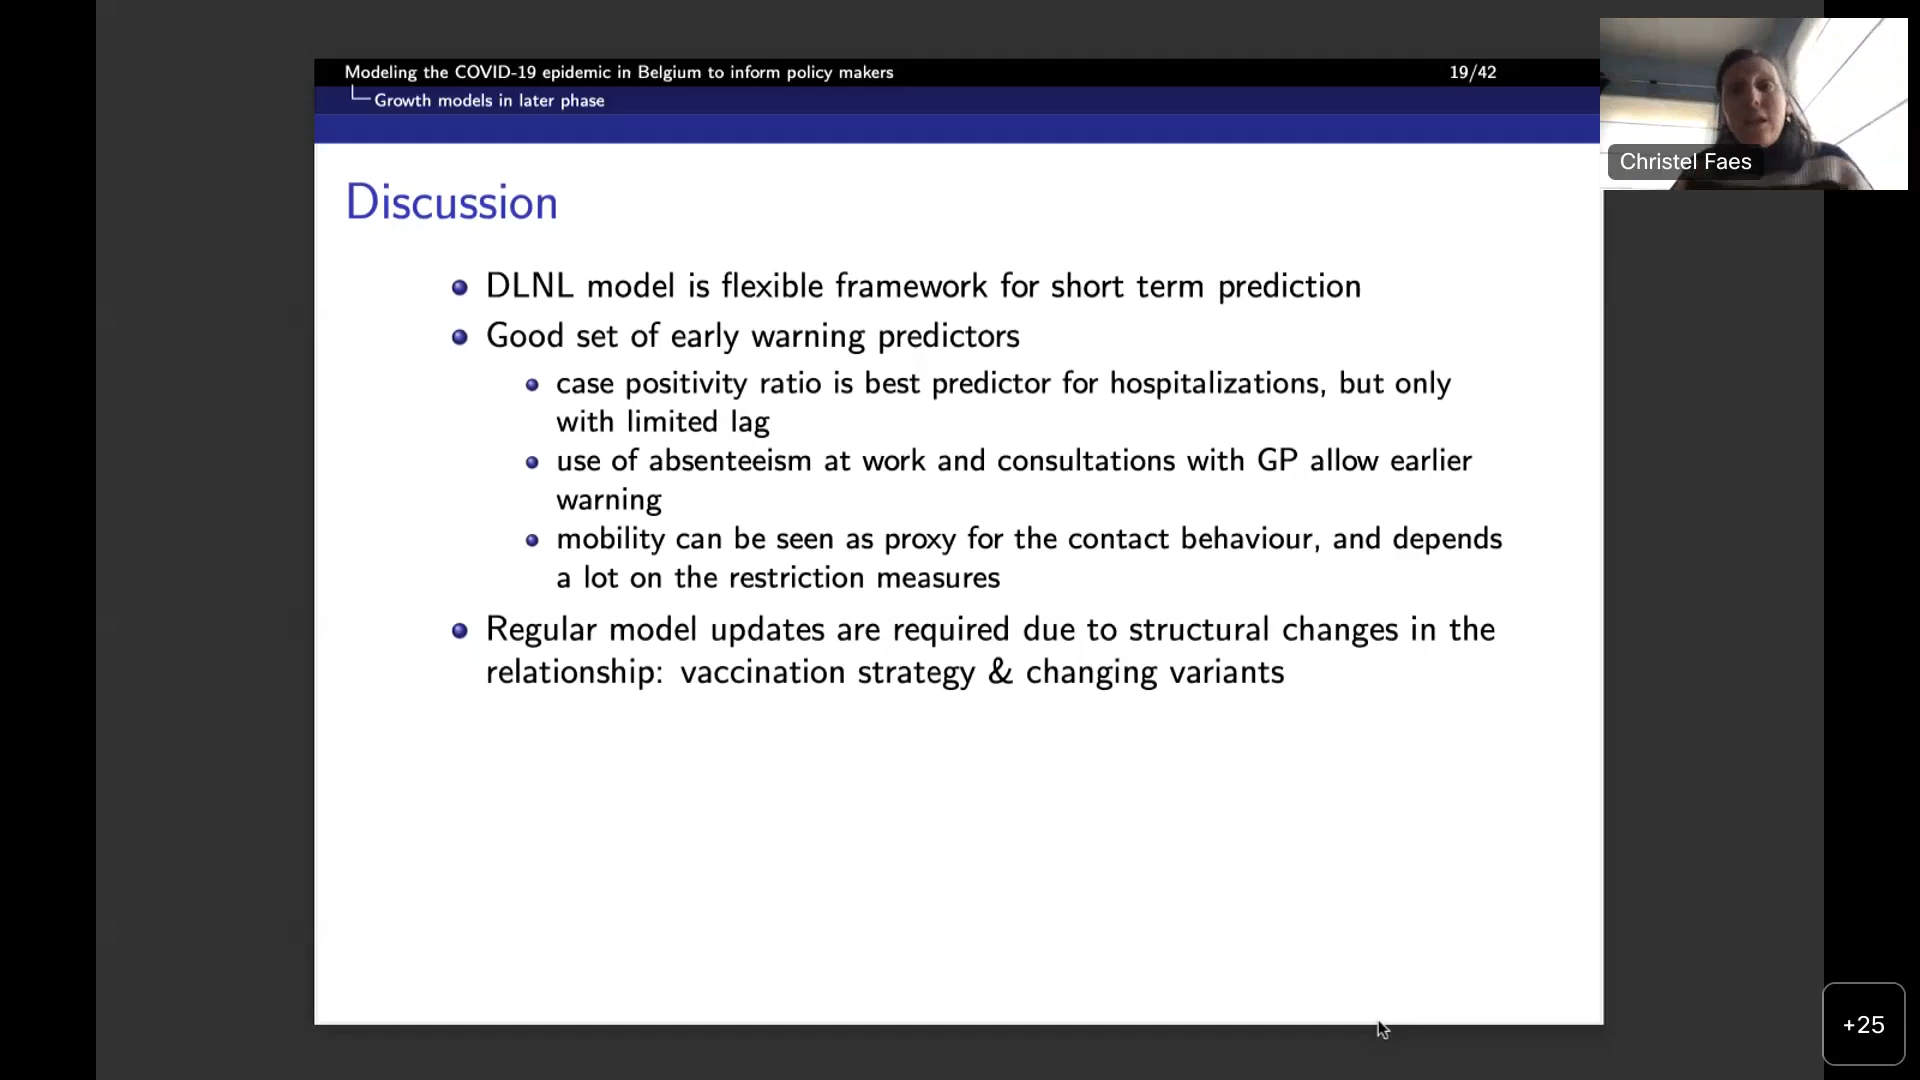 Modeling the COVID-19 epidemic in Belgium to inform policy makers 19/42
Growth models in later phase
Christel Faes
Discussion
DLNL model is flexible framework for short term prediction
Good set of early warning predictors
case positivity ratio is best predictor for hospitalizations, but only
with limited lag
use of absenteeism at work and consultations with GP allow earlier
warning
mobility can be seen as proxy for the contact behaviour, and depends
a lot on the restriction measures
Regular model updates are required due to structural changes in the
relationship: vaccination strategy & changing variants
+25